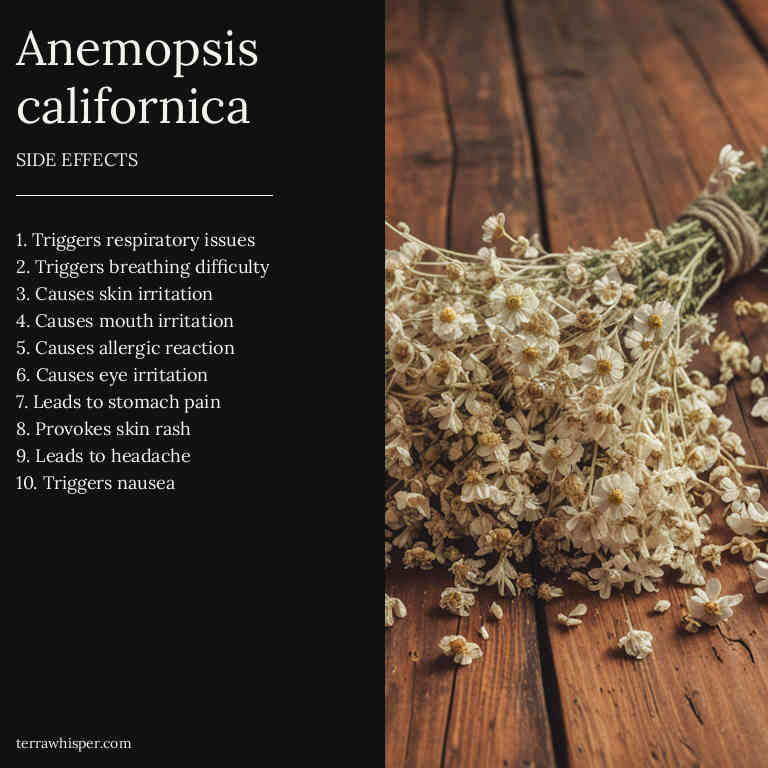 Anemopsis
californica
SIDE EFFECTS
1. Triggers respiratory issues
2. Triggers breathing difficulty
3. Causes skin irritation
4. Causes mouth irritation
5. Causes allergic reaction
6. Causes eye irritation
7. Leads to stomach pain
8. Provokes skin rash
9. Leads to headache
10. Triggers nausea
terrawhisper.com